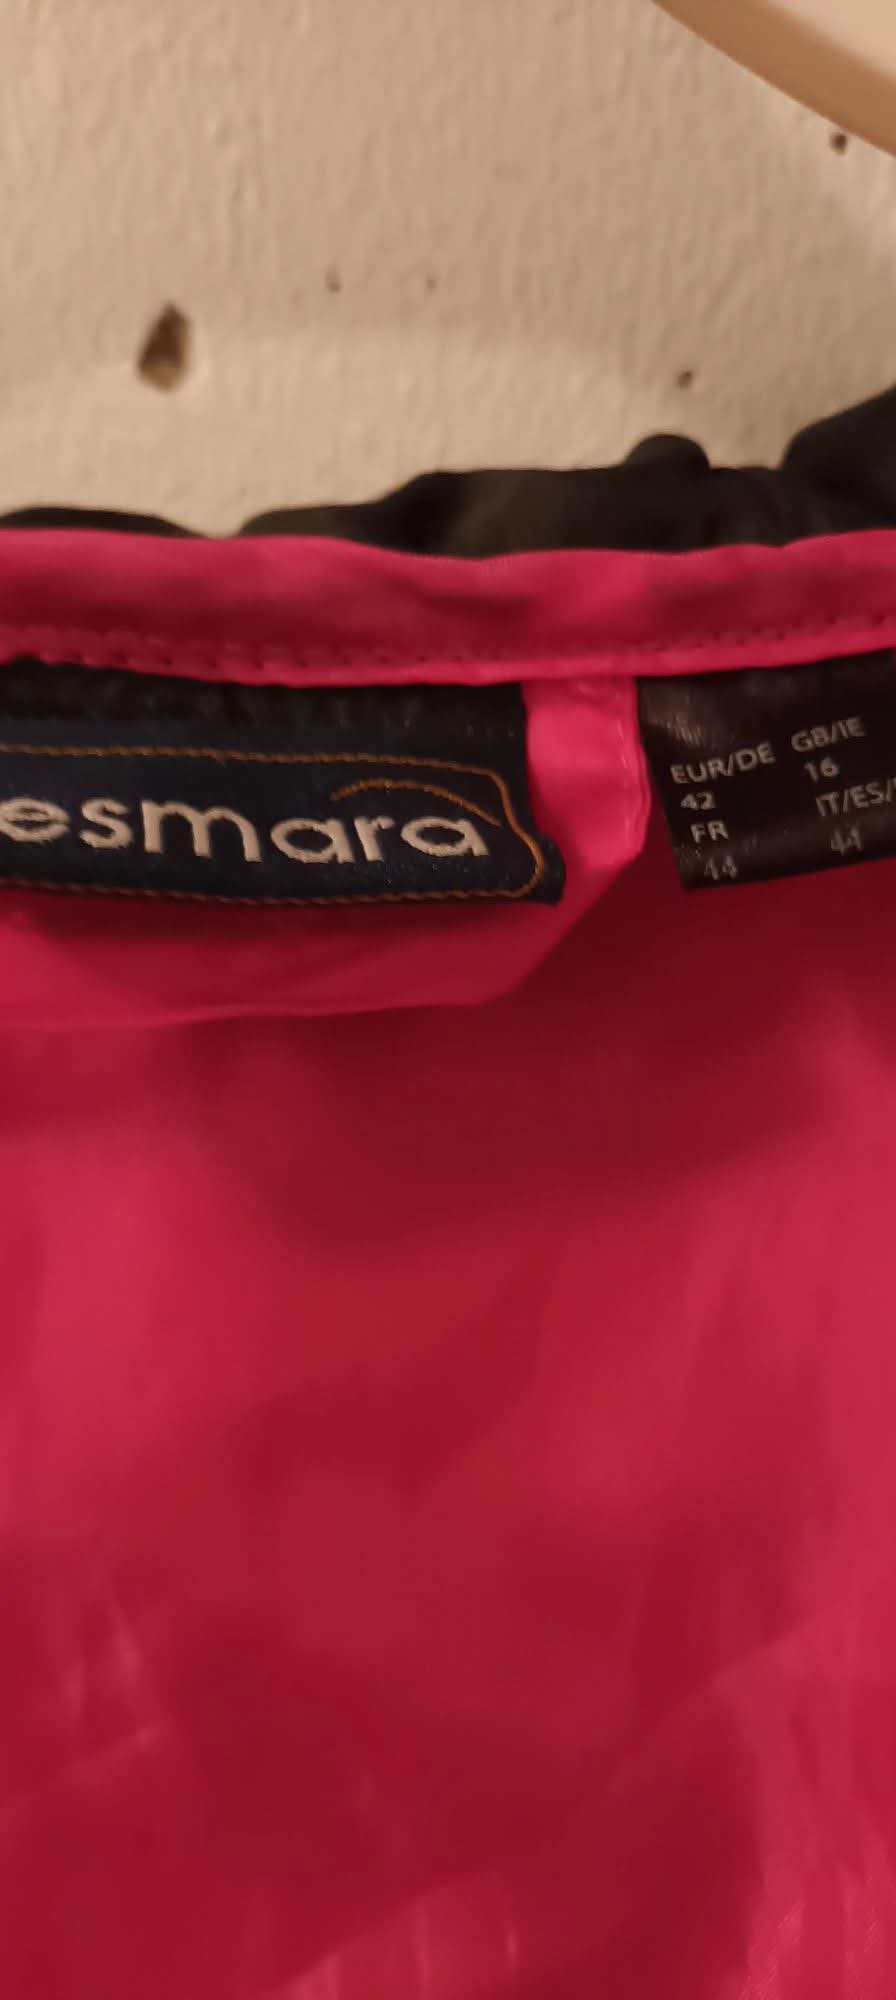 esmara
EUR/DE GB/IE
42 16
FR IT/ES/
44 44